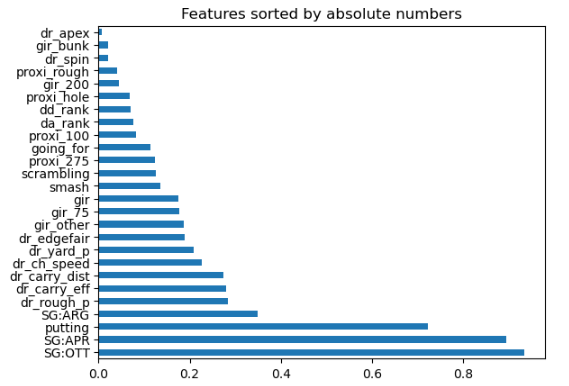 Features sorted by absolute numbers
dr_apex
gir_bunk
dr_spin
proxi_rough
gir_200
proxi_hole
dd_rank
da_rank
proxi_100
going_for
proxi_275
scrambling
smash
gir
gir_75
gir_other
dr_edgefair
dr_yard_p
dr_ch_speed
dr_carry_dist
dr_carry_eff
dr_rough_p
SG:ARG
putting
SG:APR
SG:OTT
0.0 0.2 0.4 0.6 0.8